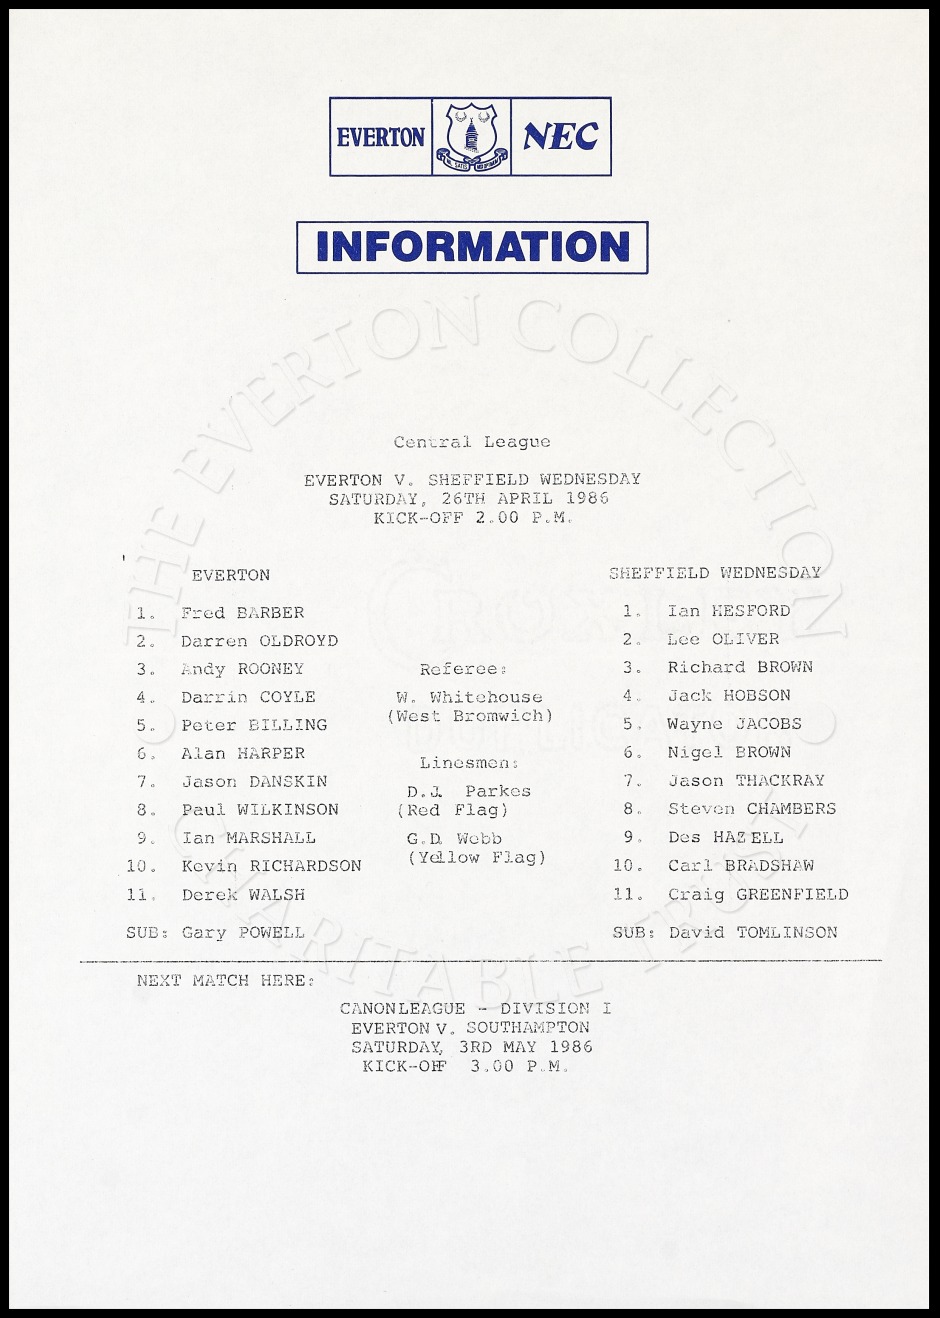 EVERTON
NEC
INFORMATION
THE EVERTON COLLECTION
CHARITABLE TRUST
Central League
EVERTON V. SHEFFIELD WEDNESDAY
SATURDAY, 26TH APRIL 1986
KICK-OFF 2.00 P.M.
EVERTON
1. Fred BARBER
2. Darren OLDROYD
3. Andy ROONEY
4. Darrin COYLE
5. Peter BILLING
6. Alan HARPER
7. Jason DANSKIN
8. Paul WILKINSON
9. Ian MARSHALL
10. Kevin RICHARDSON
11. Derek WALSH
SUB: Gary POWELL
Referee:
W. Whitehouse
(West Bromwich)
Linesmen:
D.J. Parkes
(Red Flag)
G.D. Webb
(Yellow Flag)
SHEFFIELD WEDNESDAY
1. Ian HESFORD
2. Lee OLIVER
3. Richard BROWN
4. Jack HOBSON
5. Wayne JACOBS
6. Nigel BROWN
7. Jason THACKRAY
8. Steven CHAMBERS
9. Des HAZELL
10. Carl BRADSHAW
11. Craig GREENFIELD
SUB: David TOMLINSON
NEXT MATCH HERE:
CANON LEAGUE - DIVISION I
EVERTON V. SOUTHAMPTON
SATURDAY, 3RD MAY 1986
KICK-OFF 3.00 P.M.